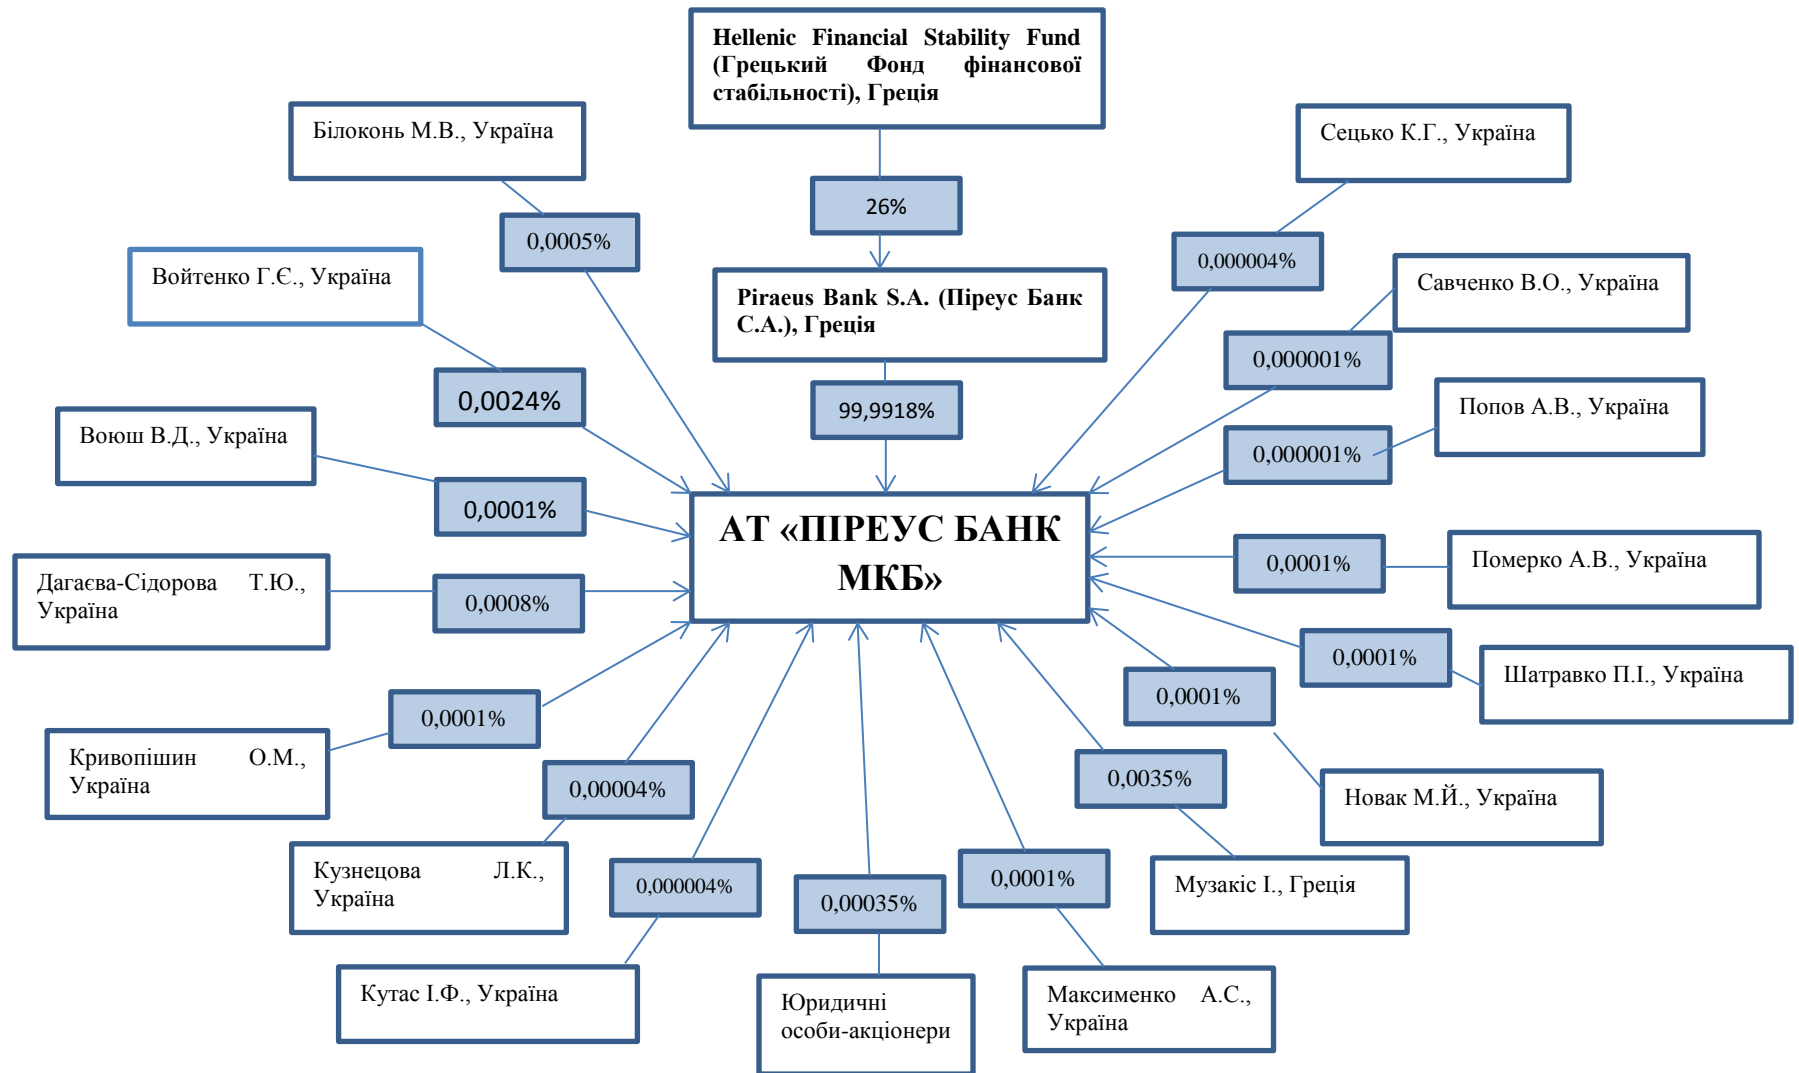 Hellenic Financial Stability Fund
(Грецький Фонд фінансової
стабільності), Греція
Білоконь М.В., Україна
Сецько К.Г., Україна
26%
0,0005%
0,000004%
Войтенко Г.Є., Україна
Савченко В.О., Україна
Piraeus Bank S.A. (Піреус Банк
С.А.), Греція
0,000001%
0,0024%
99,9918%
Попов А.В., Україна
Воюш В.Д., Україна
0,000001%
0,0001%
АТ «ПІРЕУС БАНК
МКБ»
0,0001%
Померко А.В., Україна
Дагаєва-Сідорова Т.Ю.,
Україна
0,0008%
0,0001%
Шатравко П.І., Україна
0,0001%
0,0001%
Кривопішин О.М.,
Україна
0,00004%
0,0035%
Новак М.Й., Україна
Кузнецова Л.К.,
Україна
0,000004%
0,00035%
0,0001%
Музакіс І., Греція
Кутас І.Ф., Україна
Юридичні
особи-акціонери
Максименко А.С.,
Україна